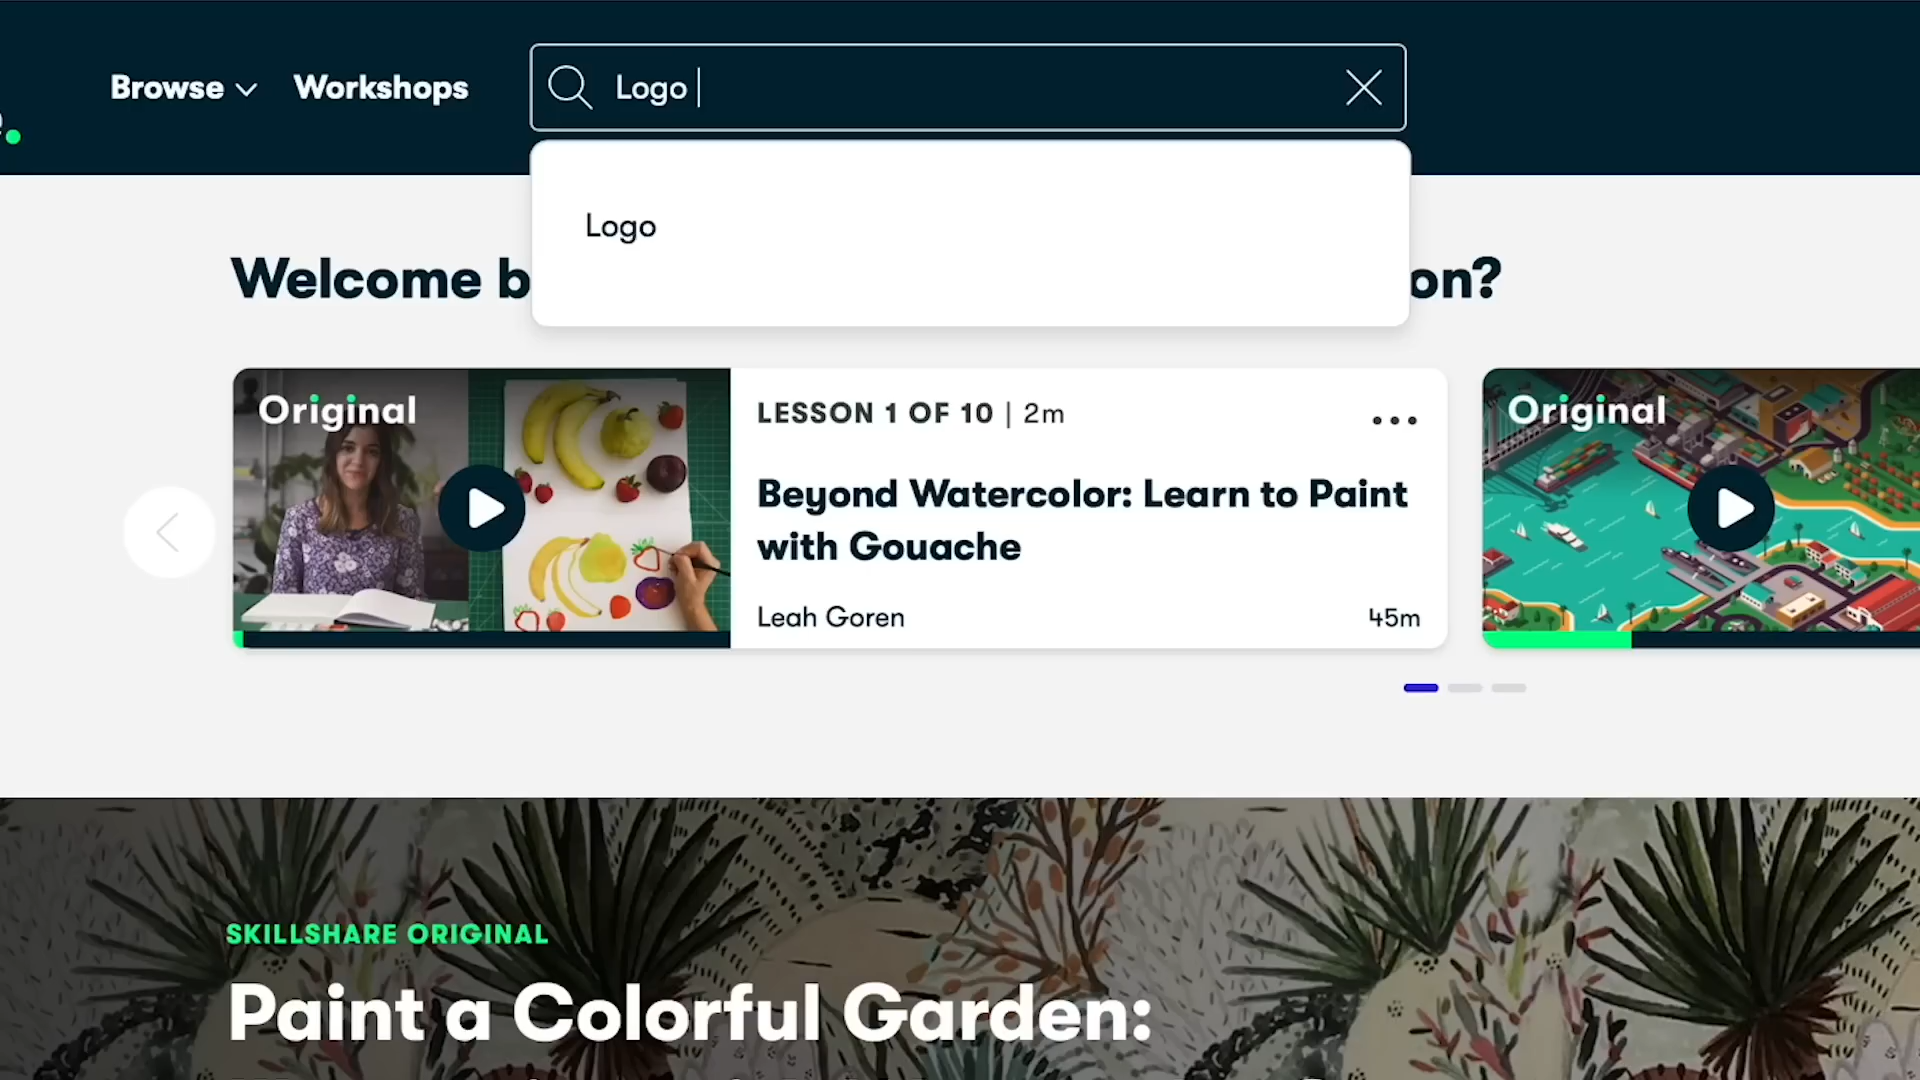 Browse Workshops Logo
Logo
Welcome b on?
Original
LESSON 1 OF 10 | 2m
Beyond Watercolor: Learn to Paint
with Gouache
Leah Goren 45m
Original
SKILLSHARE ORIGINAL
Paint a Colorful Garden: